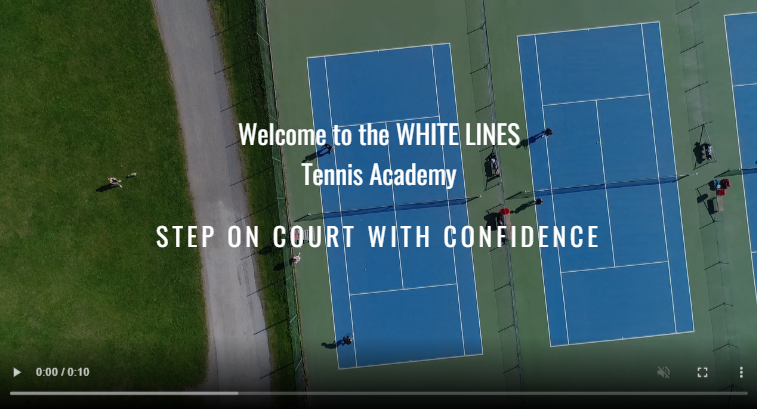 Welcome to the WHITE LINES
Tennis Academy
STEP ON COURT WITH CONFIDENCE
0:00 / 0:10